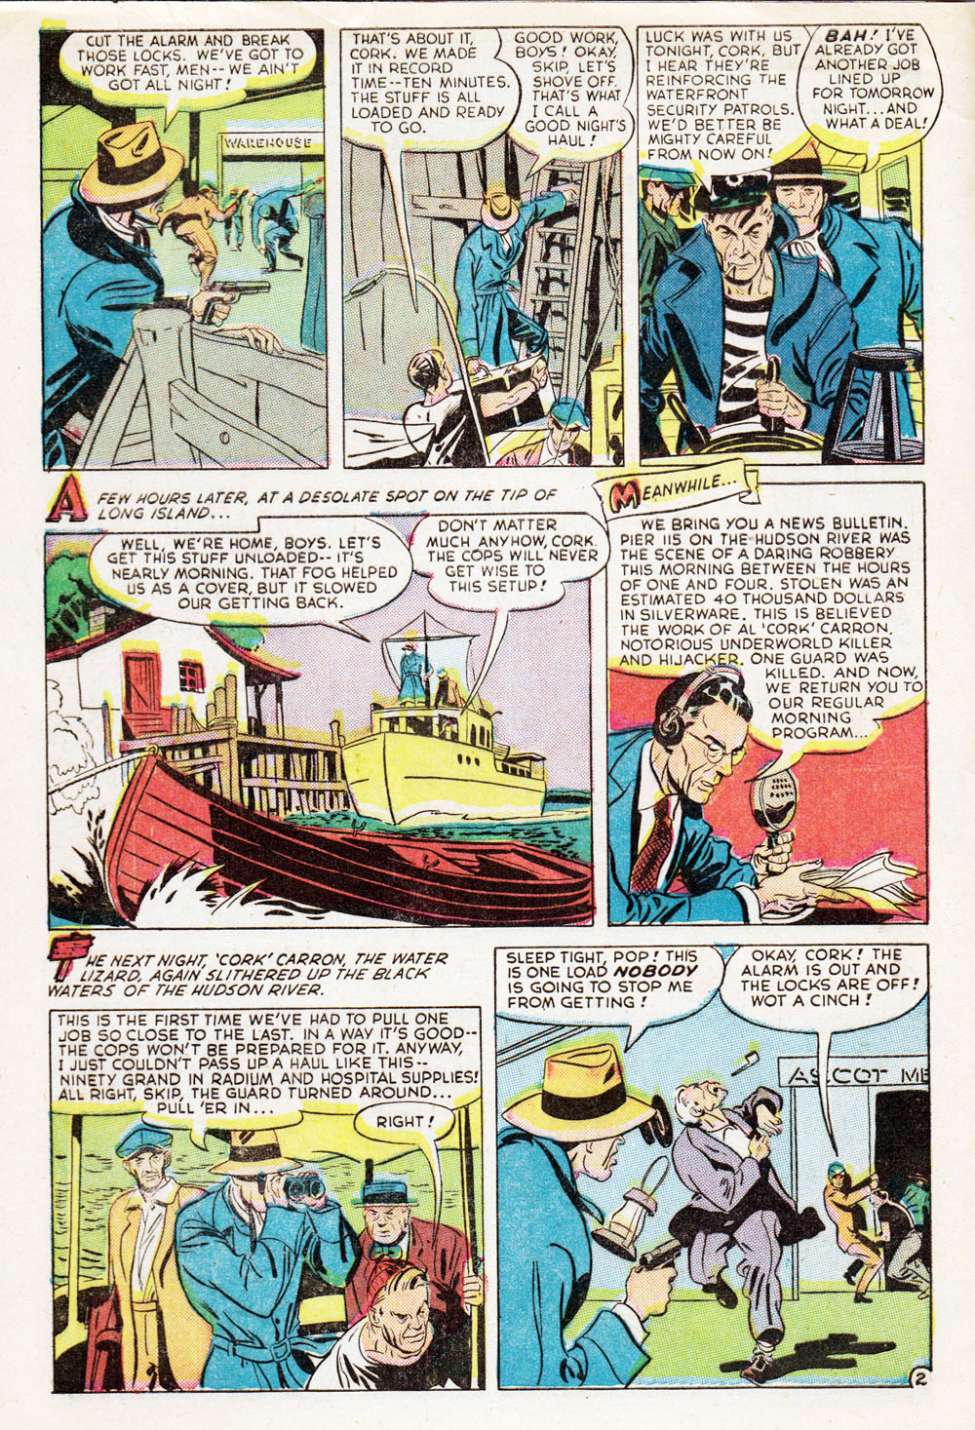 CUT THE ALARM AND BREAK
THOSE LOCKS. WE'VE GOT TO
WORK FAST, MEN-- WE AIN'T
GOT ALL NIGHT!
WAREHOUSE
THAT'S ABOUT IT,
CORK. WE MADE
IT IN RECORD
TIME--TEN MINUTES.
THE STUFF IS ALL
LOADED AND READY
TO GO.
GOOD WORK,
BOYS! OKAY,
SKIP, LET'S
SHOVE OFF.
THAT'S WHAT
I CALL A
GOOD NIGHT'S
HAUL!
LUCK WAS WITH US
TONIGHT, CORK, BUT
I HEAR THEY'RE
REINFORCING THE
WATERFRONT
SECURITY PATROLS.
WE'D BETTER BE
MIGHTY CAREFUL
FROM NOW ON!
BAH! I'VE
ALREADY GOT
ANOTHER JOB
LINED UP
FOR TOMORROW
NIGHT...AND
WHAT A DEAL!
A FEW HOURS LATER, AT A DESOLATE SPOT ON THE TIP OF
LONG ISLAND...
WELL, WE'RE HOME, BOYS. LET'S
GET THIS STUFF UNLOADED-- IT'S
NEARLY MORNING. THAT FOG HELPED
US AS A COVER, BUT IT SLOWED
OUR GETTING BACK.
DON'T MATTER
MUCH ANYHOW, CORK.
THE COPS WILL NEVER
GET WISE TO
THIS SETUP!
MEANWHILE...
WE BRING YOU A NEWS BULLETIN.
PIER 115 ON THE HUDSON RIVER WAS
THE SCENE OF A DARING ROBBERY
THIS MORNING BETWEEN THE HOURS
OF ONE AND FOUR. STOLEN WAS AN
ESTIMATED 40 THOUSAND DOLLARS
IN SILVERWARE. THIS IS BELIEVED
THE WORK OF AL 'CORK' CARRON,
NOTORIOUS UNDERWORLD KILLER
AND HIJACKER. ONE GUARD WAS
KILLED. AND NOW,
WE RETURN YOU TO
OUR REGULAR
MORNING
PROGRAM...
THE NEXT NIGHT, 'CORK' CARRON, THE WATER
LIZARD, AGAIN SLITHERED UP THE BLACK
WATERS OF THE HUDSON RIVER.
THIS IS THE FIRST TIME WE'VE HAD TO PULL ONE
JOB SO CLOSE TO THE LAST. IN A WAY IT'S GOOD--
THE COPS WON'T BE PREPARED FOR IT. ANYWAY,
I JUST COULDN'T PASS UP A HAUL LIKE THIS--
NINETY GRAND IN RADIUM AND HOSPITAL SUPPLIES!
ALL RIGHT, SKIP, THE GUARD TURNED AROUND...
PULL 'ER IN...
RIGHT!
SLEEP TIGHT, POP! THIS
IS ONE LOAD NOBODY
IS GOING TO STOP ME
FROM GETTING!
OKAY, CORK! THE
ALARM IS OUT AND
THE LOCKS ARE OFF!
WOT A CINCH!
ASCOT ME
2